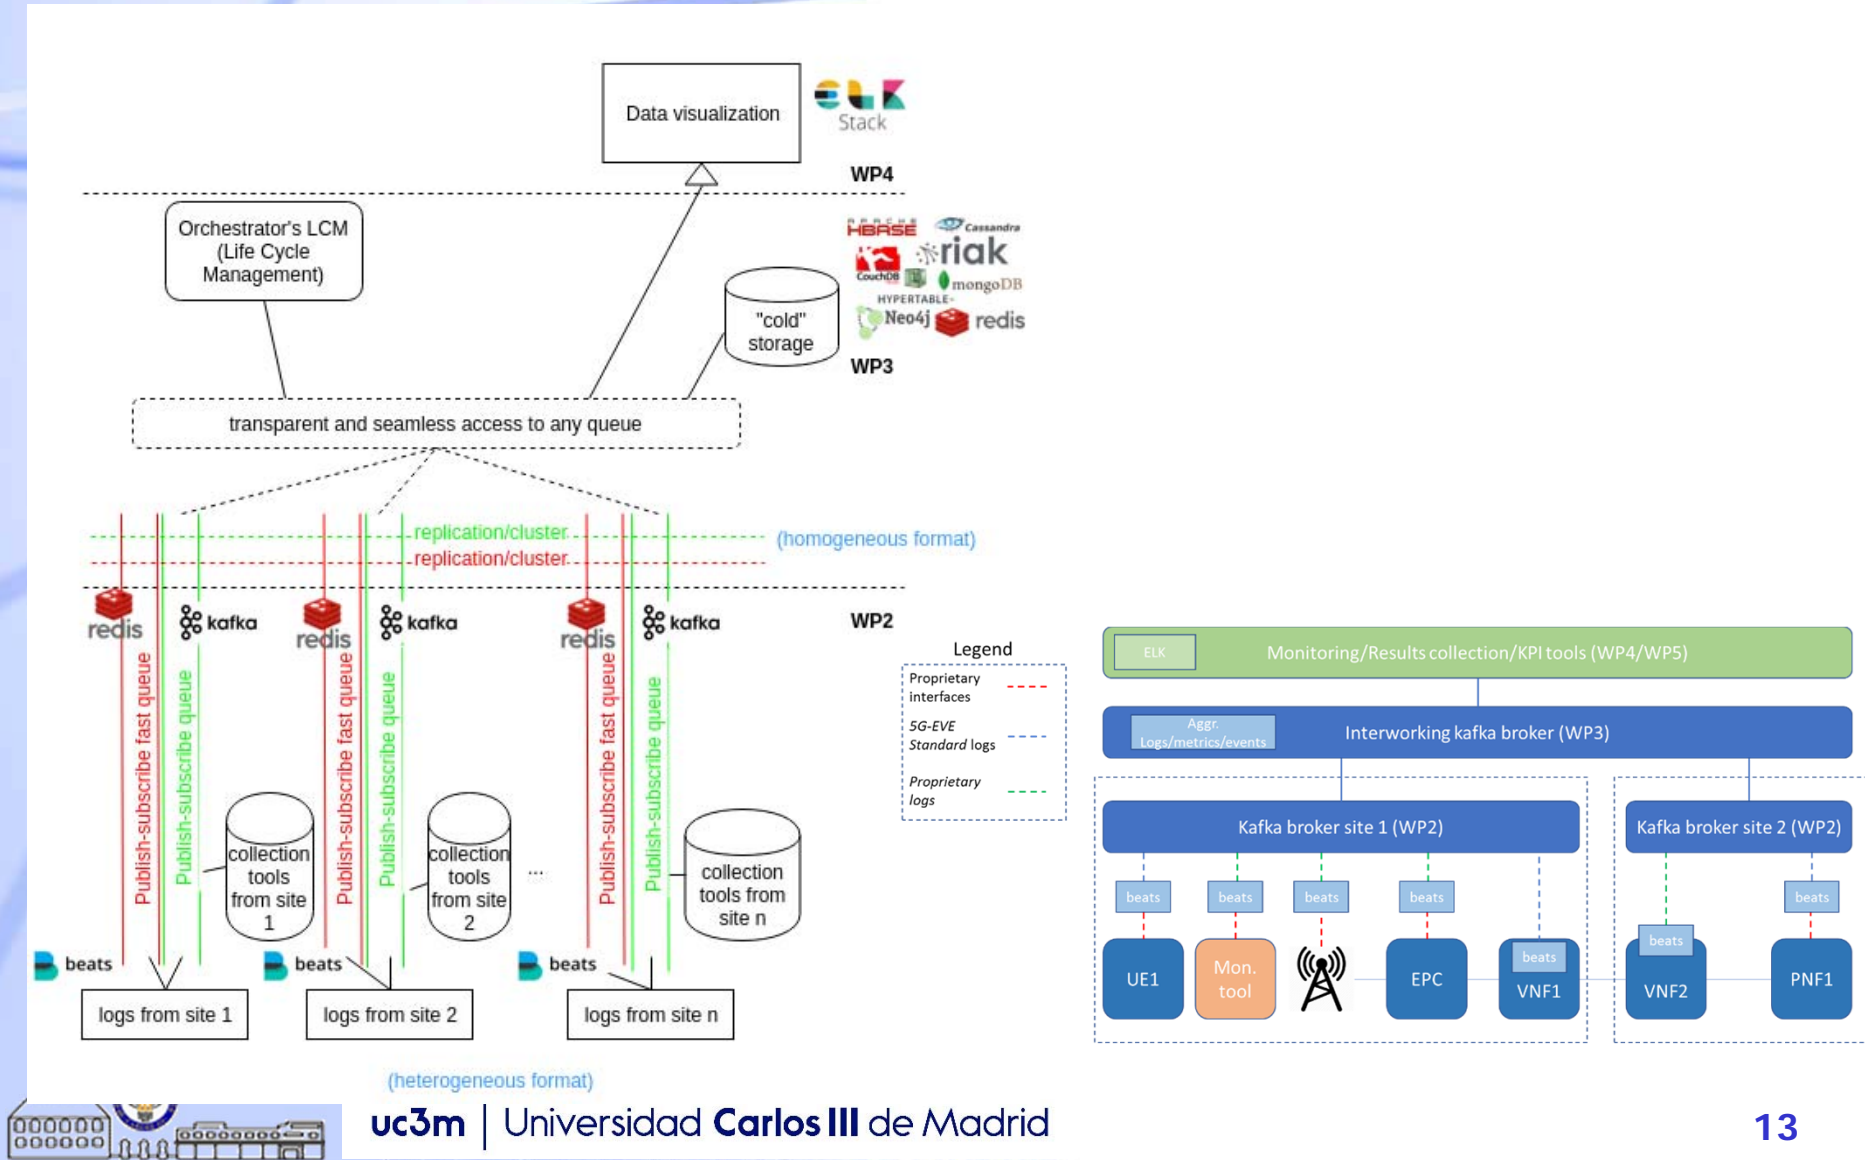 Data visualization
ELK
Stack
WP4
Orchestrator's LCM
(Life Cycle
Management)
APACHE
HBASE
Cassandra
riak
CouchDB
mongoDB
HYPERTABLE
Neo4j
redis
"cold"
storage
WP3
transparent and seamless access to any queue
replication/cluster
replication/cluster
(homogeneous format)
redis
kafka
redis
kafka
redis
kafka
WP2
Publish-subscribe fast queue
Publish-subscribe queue
Publish-subscribe fast queue
Publish-subscribe queue
Publish-subscribe fast queue
Publish-subscribe queue
collection
tools
from site
1
collection
tools
from site
2
...
collection
tools from
site n
beats
beats
beats
logs from site 1
logs from site 2
logs from site n
(heterogeneous format)
Legend
Proprietary
interfaces
5G-EVE
Standard logs
Proprietary
logs
ELK
Monitoring/Results collection/KPI tools (WP4/WP5)
Aggr.
Logs/metrics/events
Interworking kafka broker (WP3)
Kafka broker site 1 (WP2)
Kafka broker site 2 (WP2)
beats
beats
beats
beats
beats
beats
beats
UE1
Mon.
tool
EPC
VNF1
VNF2
PNF1
uc3m | Universidad Carlos III de Madrid
13